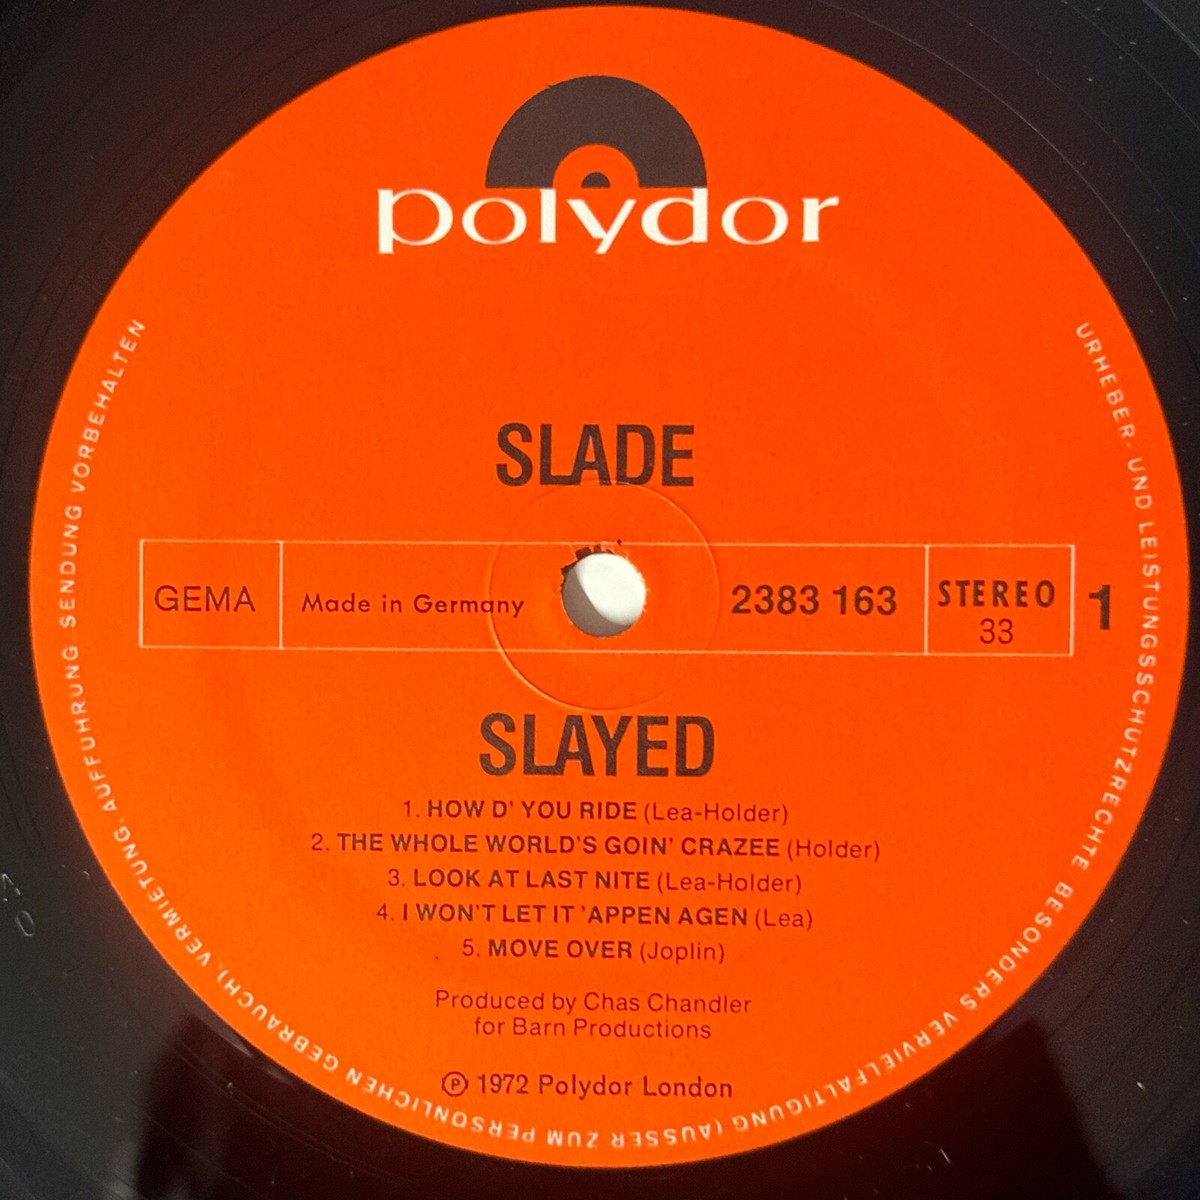 polydor
SLADE
GEMA
Made in Germany
2383 163
STEREO
33
1
SLAYED
1. HOW D' YOU RIDE (Lea-Holder)
2. THE WHOLE WORLD'S GOIN' CRAZEE (Holder)
3. LOOK AT LAST NITE (Lea-Holder)
4. I WON'T LET IT 'APPEN AGEN (Lea)
5. MOVE OVER (Joplin)
Produced by Chas Chandler
for Barn Productions
℗ 1972 Polydor London
URHEBER- UND LEISTUNGSSCHUTZRECHTE BESONDERS VERVIELFÄLTIGUNG (AUSSER ZUM PERSÖNLICHEN GEBRAUCH), VERMIETUNG, AUFFÜHRUNG, SENDUNG VORBEHALTEN